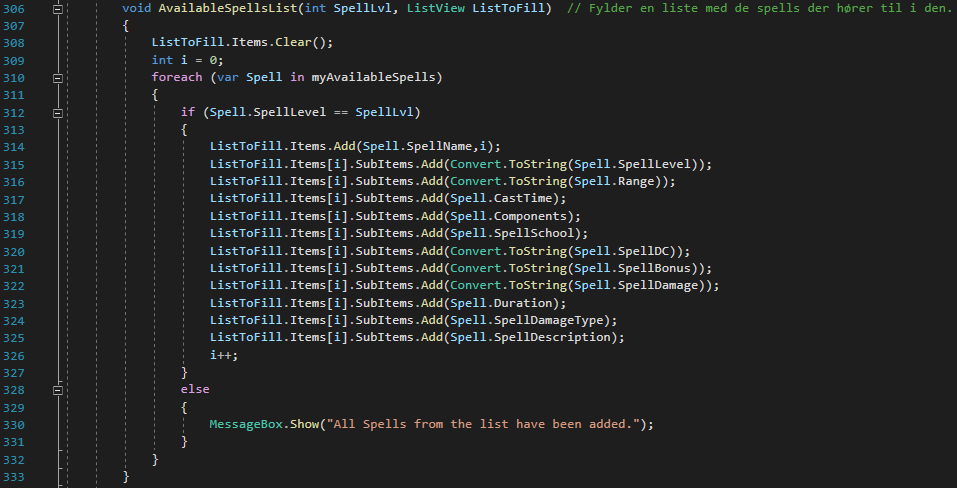 306 void AvailableSpellsList(int SpellLvl, ListView ListToFill)  // Fylder en liste med de spells der hører til i den.
307 {
308 ListToFill.Items.Clear();
309 int i = 0;
310 foreach (var Spell in myAvailableSpells)
311 {
312 if (Spell.SpellLevel == SpellLvl)
313 {
314 ListToFill.Items.Add(Spell.SpellName,i);
315 ListToFill.Items[i].SubItems.Add(Convert.ToString(Spell.SpellLevel));
316 ListToFill.Items[i].SubItems.Add(Convert.ToString(Spell.Range));
317 ListToFill.Items[i].SubItems.Add(Spell.CastTime);
318 ListToFill.Items[i].SubItems.Add(Spell.Components);
319 ListToFill.Items[i].SubItems.Add(Spell.SpellSchool);
320 ListToFill.Items[i].SubItems.Add(Convert.ToString(Spell.SpellDC));
321 ListToFill.Items[i].SubItems.Add(Convert.ToString(Spell.SpellBonus));
322 ListToFill.Items[i].SubItems.Add(Convert.ToString(Spell.SpellDamage));
323 ListToFill.Items[i].SubItems.Add(Spell.Duration);
324 ListToFill.Items[i].SubItems.Add(Spell.SpellDamageType);
325 ListToFill.Items[i].SubItems.Add(Spell.SpellDescription);
326 i++;
327 }
328 else
329 {
330 MessageBox.Show("All Spells from the list have been added.");
331 }
332 }
333 }